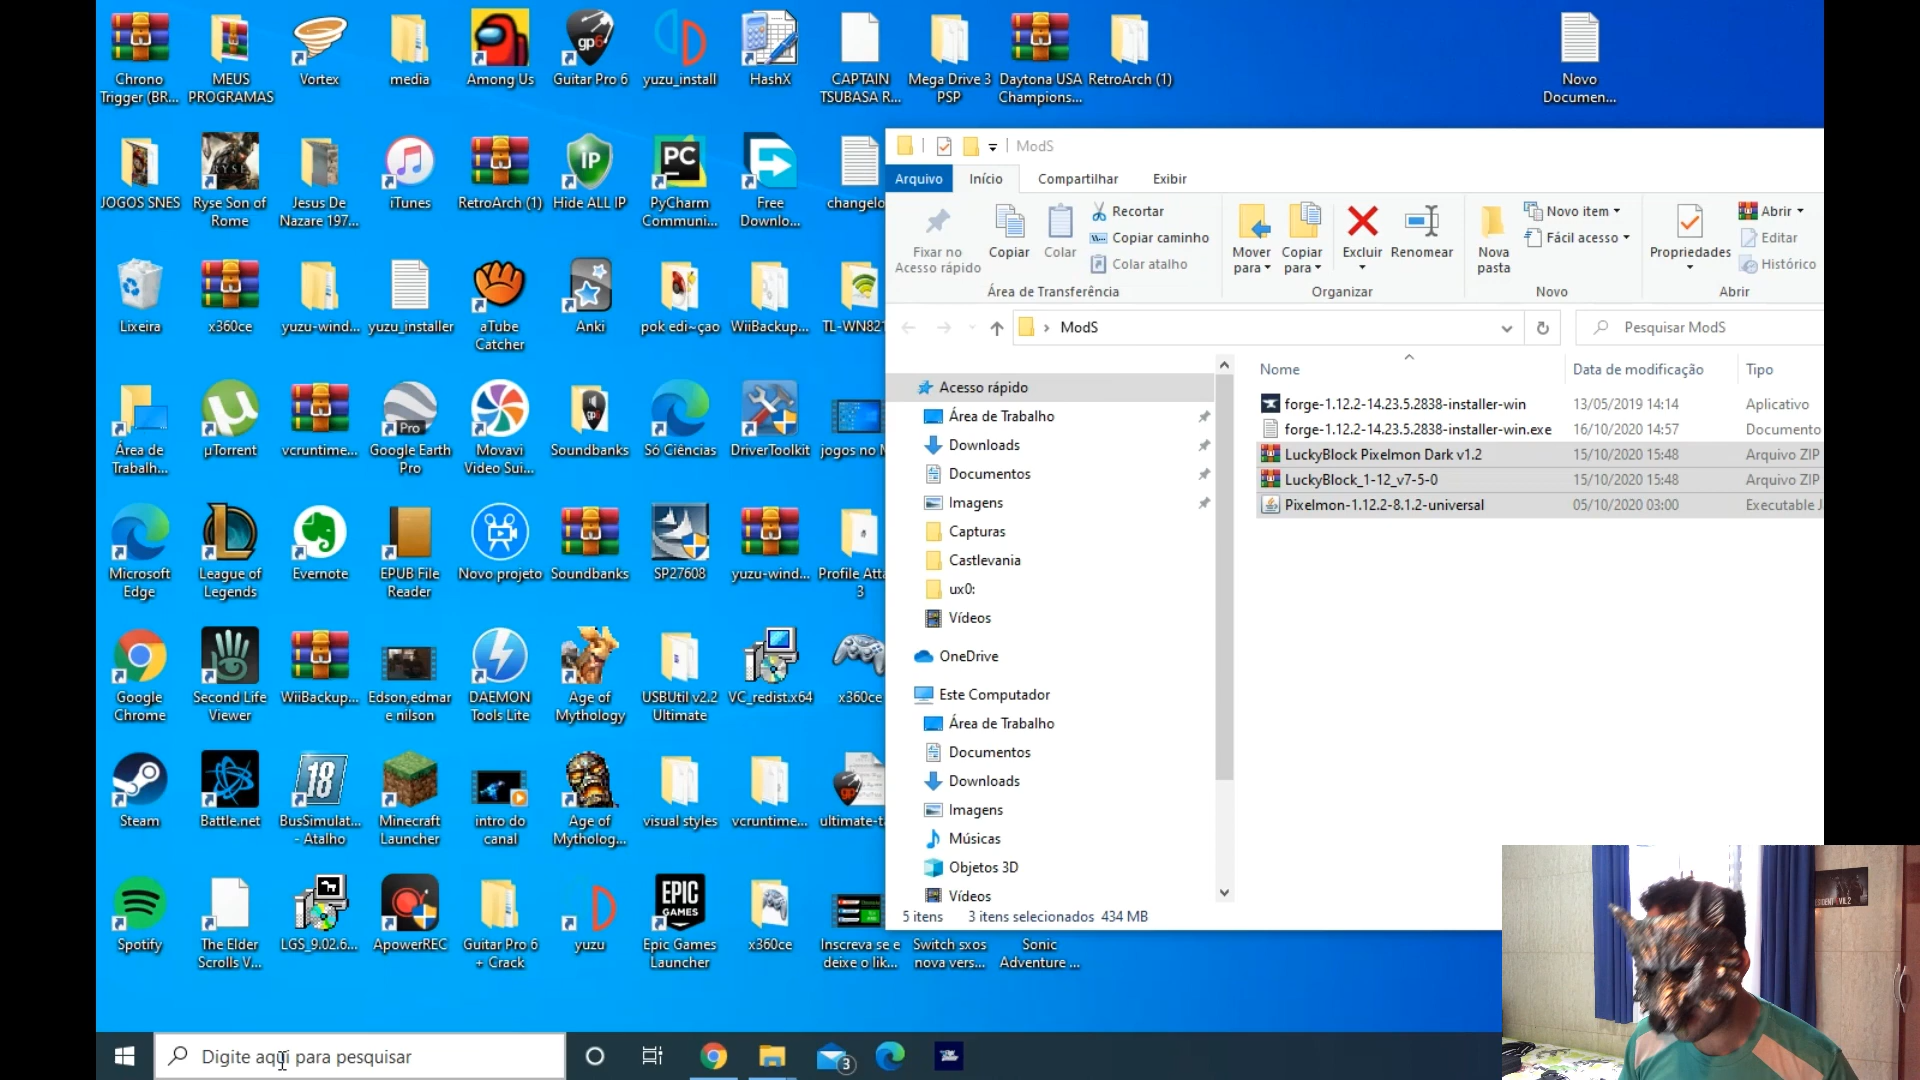 Chrono
Trigger (BR...
MEUS
PROGRAMAS
Vortex
media
Among Us
gp6
Guitar Pro 6
yuzu_install
HashX
CAPTAIN
TSUBASA R...
Mega Drive 3
PSP
Daytona USA
Champions...
RetroArch (1)
Novo
Documen...
JOGOS SNES
RYSE
Ryse Son of
Rome
Jesus De
Nazare 197...
iTunes
RetroArch (1)
IP
Hide ALL IP
PC
PyCharm
Communi...
Free
Downlo...
changelo
Lixeira
x360ce
yuzu-wind...
yuzu_installer
aTube
Catcher
Anki
pok edi~çao
WiiBackup...
TL-WN821
Área de
Trabalh...
µTorrent
vcruntime...
Pro
Google Earth
Pro
Movavi
Video Sui...
gp6
Soundbanks
Só Ciências
DriverToolkit
jogos no M
Microsoft
Edge
League of
Legends
Evernote
EPUB File
Reader
Novo projeto
Soundbanks
SP27608
yuzu-wind...
Profile Atta
3
Google
Chrome
Second Life
Viewer
WiiBackup...
Edson,edmar
e nilson
DAEMON
Tools Lite
Age of
Mythology
USBUtil v2.2
Ultimate
VC_redist.x64
x360ce
Steam
Battle.net
18
BusSimulat...
- Atalho
Minecraft
Launcher
intro do
canal
Age of
Mytholog...
visual styles
vcruntime...
ultimate-ta
Spotify
The Elder
Scrolls V...
LGS_9.02.6...
ApowerREC
Guitar Pro 6
+ Crack
yuzu
EPIC
GAMES
Epic Games
Launcher
x360ce
Inscreva se e
deixe o lik...
Switch sxos
nova vers...
Sonic
Adventure ...
ModS
Arquivo
Início
Compartilhar
Exibir
Fixar no
Acesso rápido
Copiar
Colar
Recortar
Copiar caminho
Colar atalho
Área de Transferência
Mover
para
Copiar
para
Excluir
Renomear
Organizar
Nova
pasta
Novo item
Fácil acesso
Novo
Propriedades
Abrir
Editar
Histórico
Abrir
ModS
Pesquisar ModS
Acesso rápido
Área de Trabalho
Downloads
Documentos
Imagens
Capturas
Castlevania
ux0:
Vídeos
OneDrive
Este Computador
Área de Trabalho
Documentos
Downloads
Imagens
Músicas
Objetos 3D
Vídeos
Nome
Data de modificação
Tipo
forge-1.12.2-14.23.5.2838-installer-win
13/05/2019 14:14
Aplicativo
forge-1.12.2-14.23.5.2838-installer-win.exe
16/10/2020 14:57
Documento
LuckyBlock Pixelmon Dark v1.2
15/10/2020 15:48
Arquivo ZIP
LuckyBlock_1-12_v7-5-0
15/10/2020 15:48
Arquivo ZIP
Pixelmon-1.12.2-8.1.2-universal
05/10/2020 03:00
Executable J
5 itens
3 itens selecionados 434 MB
Digite aqui para pesquisar
3